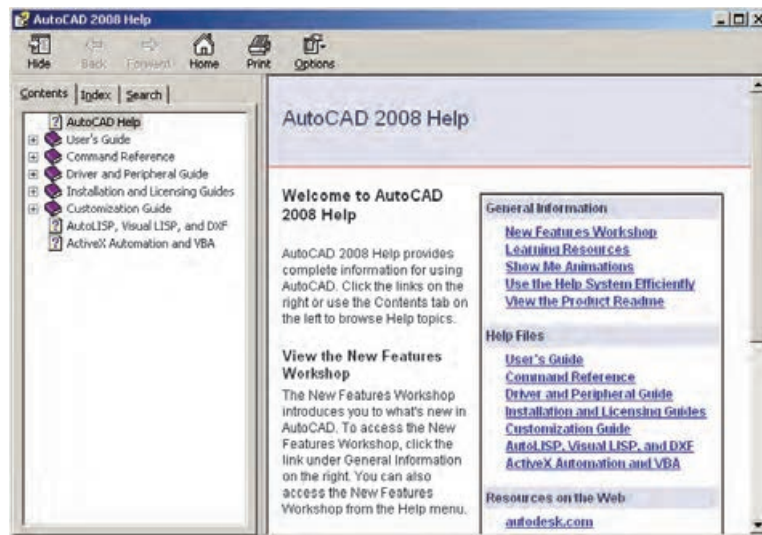 AutoCAD 2008 Help
Hide Back Forward Home Print Options
Contents Index Search
AutoCAD Help
User's Guide
Command Reference
Driver and Peripheral Guide
Installation and Licensing Guides
Customization Guide
AutoLISP, Visual LISP, and DXF
ActiveX Automation and VBA
AutoCAD 2008 Help
Welcome to AutoCAD
2008 Help
AutoCAD 2008 Help provides
complete information for using
AutoCAD. Click the links on the
right or use the Contents tab on
the left to browse Help topics.
View the New Features
Workshop
The New Features Workshop
introduces you to what's new in
AutoCAD. To access the New
Features Workshop, click the
link under General Information
on the right. You can also
access the New Features
Workshop from the Help menu.
General Information
New Features Workshop
Learning Resources
Show Me Animations
Use the Help System Efficiently
View the Product Readme
Help Files
User's Guide
Command Reference
Driver and Peripheral Guide
Installation and Licensing Guides
Customization Guide
AutoLISP, Visual LISP, and DXF
ActiveX Automation and VBA
Resources on the Web
autodesk.com